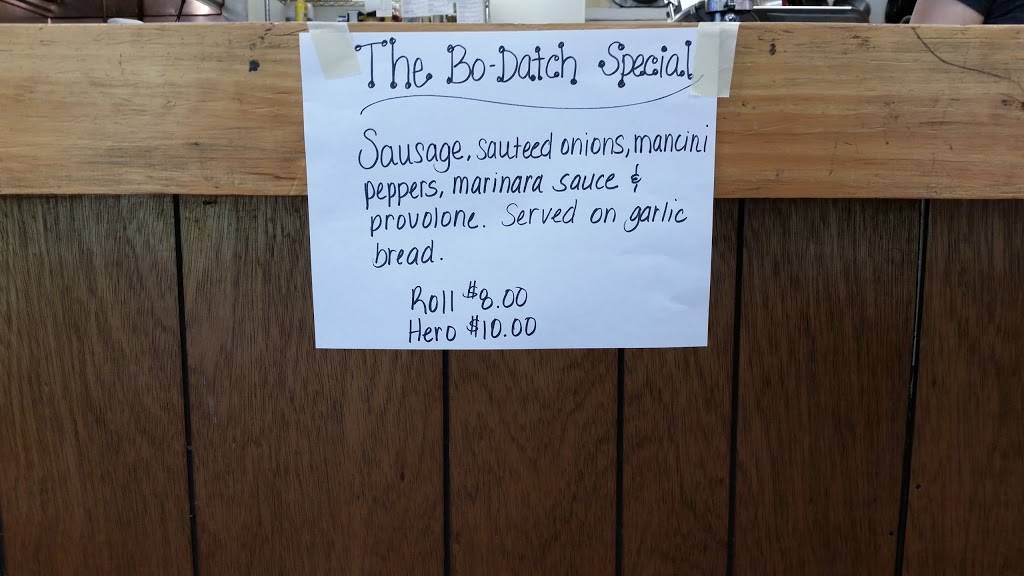 The Bo-Datch Special
Sausage, sauteed onions, mancini
peppers, marinara sauce &
provolone. Served on garlic
bread.
Roll $8.00
Hero $10.00